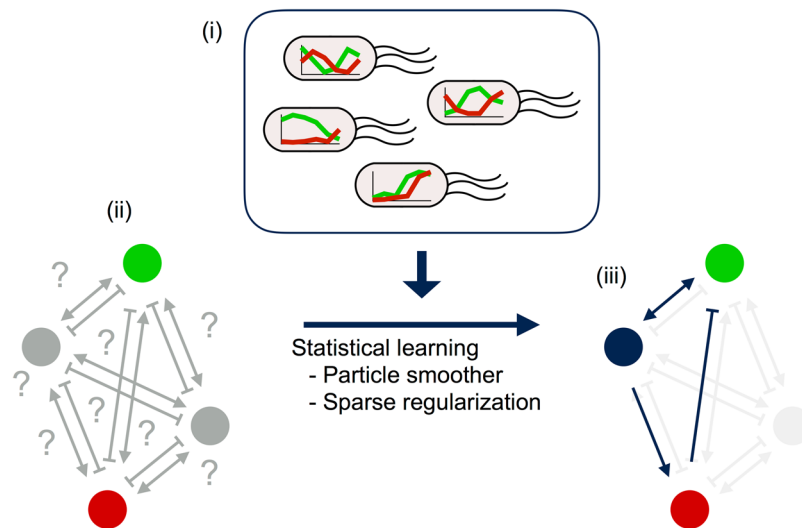 (i)
(ii)
(iii)
?
?
?
?
?
?
?
?
Statistical learning
- Particle smoother
- Sparse regularization